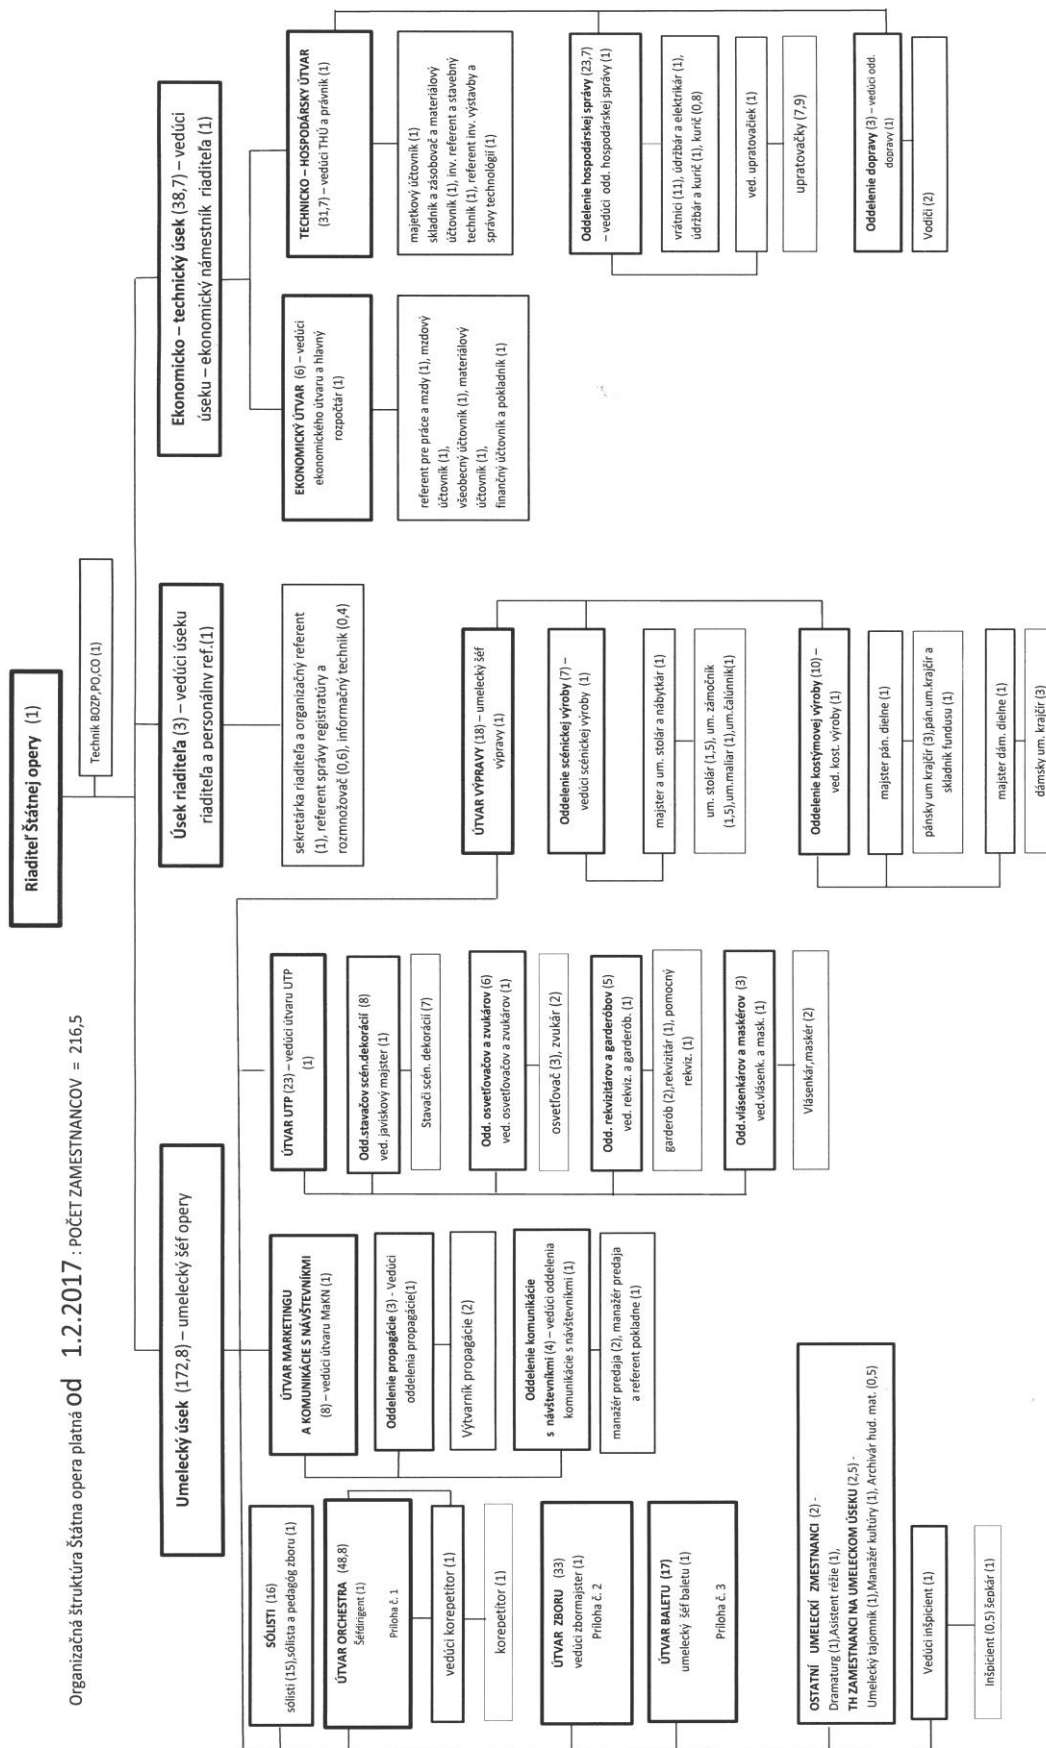 Organizačná štruktúra Štátna opera platná od 1.2.2017 : POČET ZAMESTNANCOV = 216,5
Riaditeľ Štátnej opery (1)
Technik BOZP,PO,CO (1)
Umelecký úsek (172,8) – umelecký šéf opery
Úsek riaditeľa (3) – vedúci úseku
riaditeľa a personálny ref.(1)
sekretárka riaditeľa a organizačný referent
(1), referent správy registratúry a
rozmnožovač (0,6), informačný technik (0,4)
Ekonomicko – technický úsek (38,7) – vedúci
úseku – ekonomický námestník riaditeľa (1)
SÓLISTI (16)
sólisti (15),sólista a pedagóg zboru (1)
ÚTVAR ORCHESTRA (48,8)
Šéfdirigent (1)
Príloha č. 1
vedúci korepetítor (1)
korepetítor (1)
ÚTVAR ZBORU (33)
vedúci zbormajster (1)
Príloha č. 2
ÚTVAR BALETU (17)
umelecký šéf baletu (1)
Príloha č. 3
OSTATNÍ UMELECKÍ ZMESTNANCI (2) -
Dramaturg (1),Asistent réžie (1),
TH ZAMESTNANCI NA UMELECKOM ÚSEKU (2,5) -
Umelecký tajomník (1),Manažér kultúry (1), Archivár hud. mat. (0,5)
Vedúci inšpicient (1)
Inšpicient (0,5) šepkár (1)
ÚTVAR MARKETINGU
A KOMUNIKÁCIE S NÁVŠTEVNÍKMI
(8) – vedúci útvaru MaKN (1)
Oddelenie propagácie (3) - Vedúci
oddelenia propagácie(1)
Výtvarník propagácie (2)
Oddelenie komunikácie
s návštevníkmi (4) – vedúci oddelenia
komunikácie s návštevníkmi (1)
manažér predaja (2), manažér predaja
a referent pokladne (1)
ÚTVAR UTP (23) – vedúci útvaru UTP
(1)
Odd.stavačov scén.dekorácií (8)
ved. javiskový majster (1)
Stavači scén. dekorácií (7)
Odd. osvetľovačov a zvukárov (6)
ved. osvetľovačov a zvukárov (1)
osvetľovač (3), zvukár (2)
Odd. rekvizitárov a garderóbov (5)
ved. rekviz. a garderób. (1)
garderób (2),rekvizitár (1), pomocný
rekviz. (1)
Odd.vlásenkárov a maskérov (3)
ved.vlásenk. a mask. (1)
Vlásenkár,maskér (2)
ÚTVAR VÝPRAVY (18) – umelecký šéf
výpravy (1)
Oddelenie scénickej výroby (7) –
vedúci scénickej výroby (1)
majster a um. stolár a nábytkár (1)
um. stolár (1,5), um. zámočník
(1,5),um.maliar (1),um.čalúnnik(1)
Oddelenie kostýmovej výroby (10) –
ved. kost. výroby (1)
majster pán. dielne (1)
pánsky um krajčír (3),pán.um.krajčír a
skladník fundusu (1)
majster dám. dielne (1)
dámsky um. krajčír (3)
EKONOMICKÝ ÚTVAR (6) – vedúci
ekonomického útvaru a hlavný
rozpočtár (1)
referent pre práce a mzdy (1), mzdový
účtovník (1),
všeobecný účtovník (1), materiálový
účtovník (1),
finančný účtovník a pokladník (1)
TECHNICKO – HOSPODÁRSKY ÚTVAR
(31,7) – vedúci THÚ a právnik (1)
majetkový účtovník (1)
skladník a zásobovač a materiálový
účtovník (1), inv. referent a stavebný
technik (1), referent inv. výstavby a
správy technológií (1)
Oddelenie hospodárskej správy (23,7)
– vedúci odd. hospodárskej správy (1)
vrátnici (11), údržbár a elektrikár (1),
údržbár a kurič (1), kurič (0,8)
ved. upratovačiek (1)
upratovačky (7,9)
Oddelenie dopravy (3) – vedúci odd.
dopravy (1)
Vodiči (2)